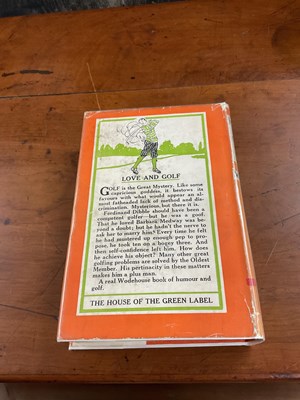 LOVE AND GOLF
GOLF is the Great Mystery. Like some
capricious goddess, it bestows its
favours with what would appear an al-
most fatheaded lack of method and dis-
crimination. Mysterious, but there it is.
Ferdinand Dibble should have been a
competent golfer—but he was a goof.
That he loved Barbara Medway was be-
yond a doubt; but he hadn't the nerve to
ask her to marry him! Every time he felt
he had mustered up enough pep to pro-
pose, he took ten on a bogey three. And
then self-confidence left him. How does
he achieve his object? Many other great
golfing problems are solved by the Oldest
Member. His pertinacity in these matters
makes him a plus man.
A real Wodehouse book of humour and
golf.
THE HOUSE OF THE GREEN LABEL